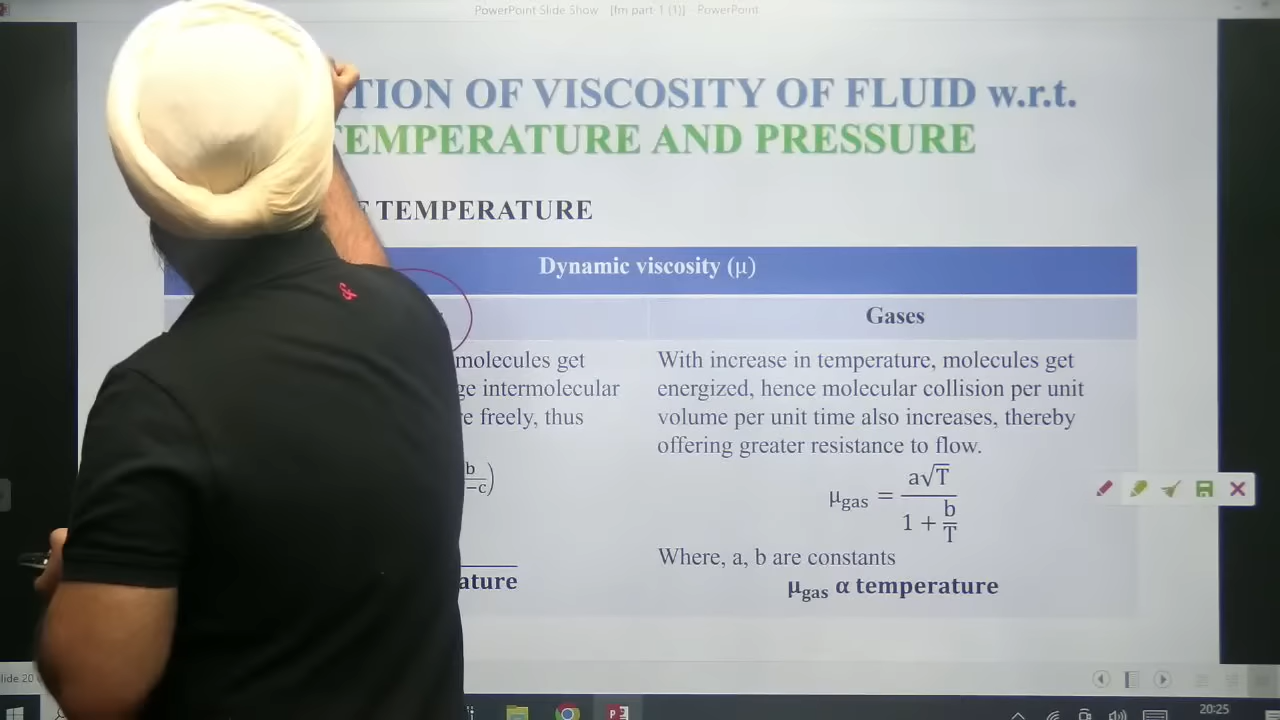 PowerPoint Slide Show - [fm part-1 (1)] - PowerPoint
TION OF VISCOSITY OF FLUID w.r.t.
TEMPERATURE AND PRESSURE
TEMPERATURE
Dynamic viscosity (μ)
Gases
molecules get
intermolecular
freely, thus
b
−c)
ature
With increase in temperature, molecules get
energized, hence molecular collision per unit
volume per unit time also increases, thereby
offering greater resistance to flow.
μgas = a√T / 1 + b/T
Where, a, b are constants
μgas α temperature
lide 20
20:25